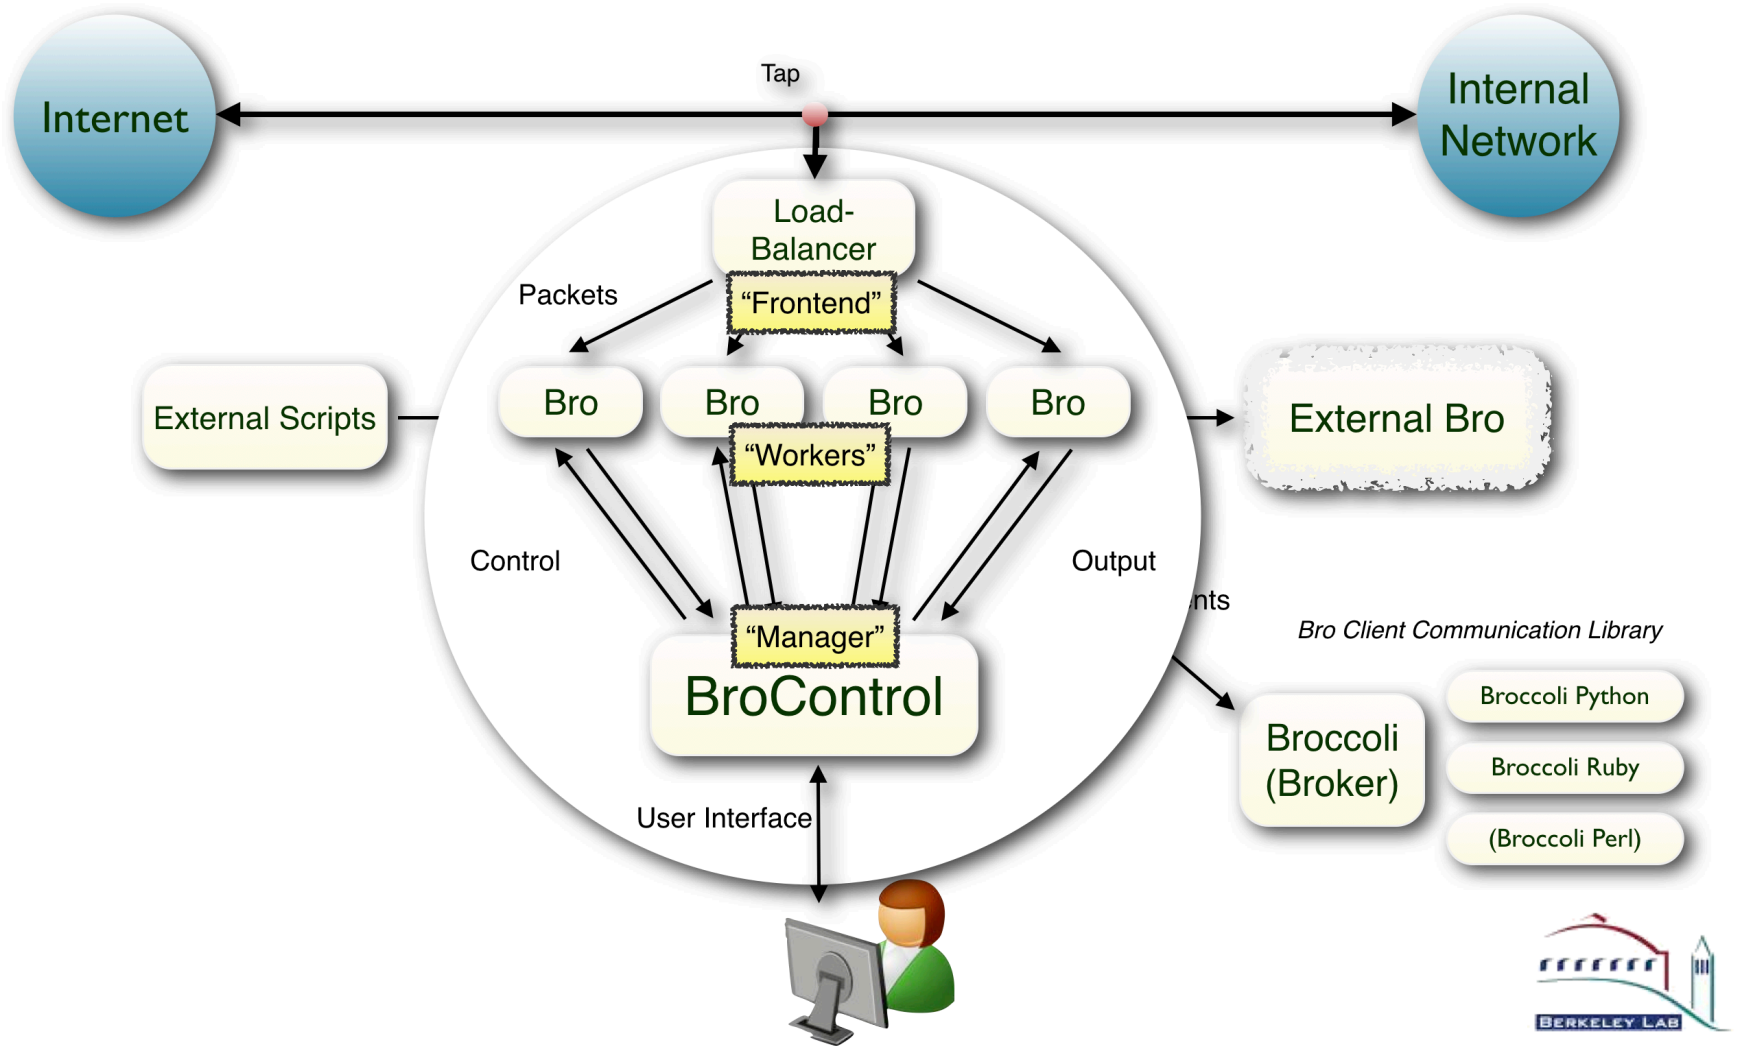 Tap
Internet
Internal
Network
Load-
Balancer
“Frontend”
Packets
External Scripts
Bro
Bro
Bro
Bro
External Bro
“Workers”
Control
Output
nts
Bro Client Communication Library
“Manager”
BroControl
Broccoli
(Broker)
Broccoli Python
Broccoli Ruby
(Broccoli Perl)
User Interface
BERKELEY LAB